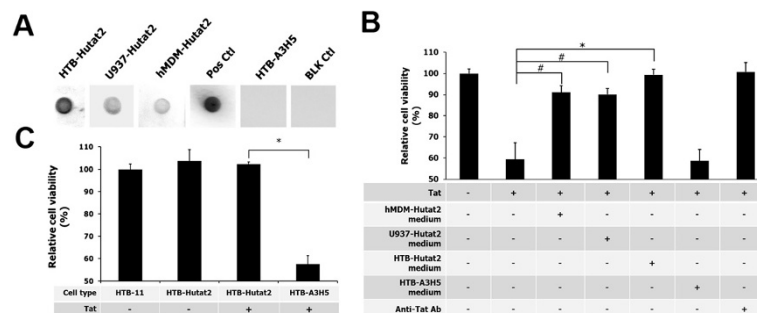 A
HTB-Hutat2
U937-Hutat2
hMDM-Hutat2
Pos Ctl
HTB-A3H5
BLK Ctl
B
Relative cell viability
(%)
110
100
90
80
70
60
50
*
#
#
Tat - + + + + + +
hMDM-Hutat2
medium - - + - - - -
U937-Hutat2
medium - - - + - - -
HTB-Hutat2
medium - - - - + - -
HTB-A3H5
medium - - - - - + -
Anti-Tat Ab - - - - - - +
C
Relative cell viability
(%)
110
100
90
80
70
60
50
*
Cell type HTB-11 HTB-Hutat2 HTB-Hutat2 HTB-A3H5
Tat - - + +